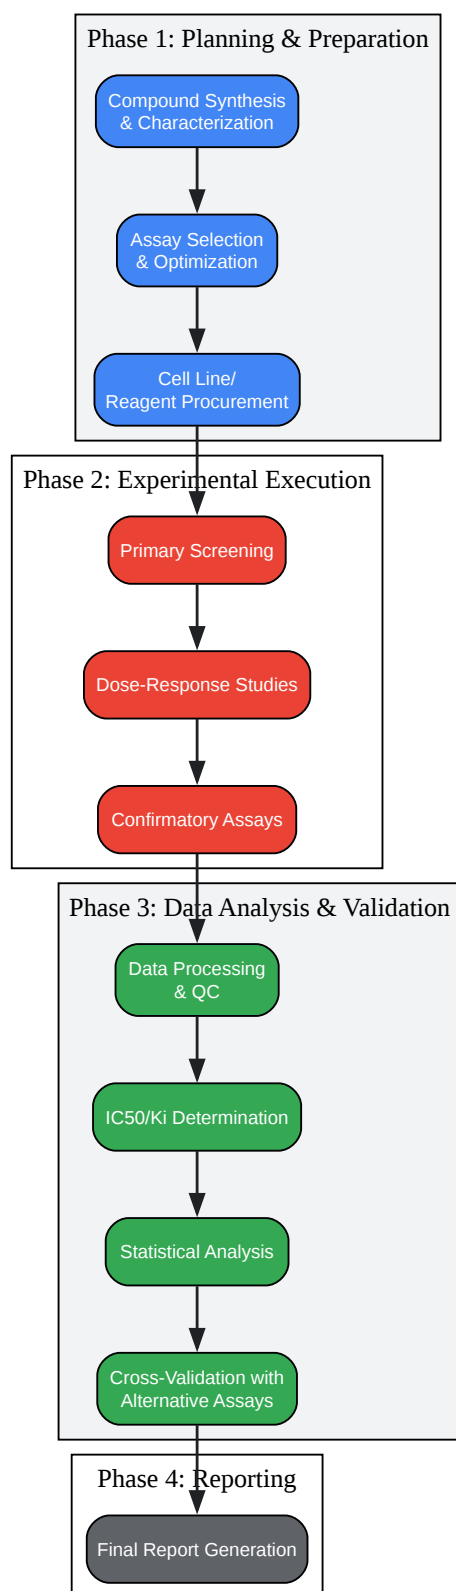 Phase 1: Planning & Preparation
Compound Synthesis
& Characterization
Assay Selection
& Optimization
Cell Line/
Reagent Procurement
Phase 2: Experimental Execution
Primary Screening
Dose-Response Studies
Confirmatory Assays
Phase 3: Data Analysis & Validation
Data Processing
& QC
IC50/Ki Determination
Statistical Analysis
Cross-Validation with
Alternative Assays
Phase 4: Reporting
Final Report Generation